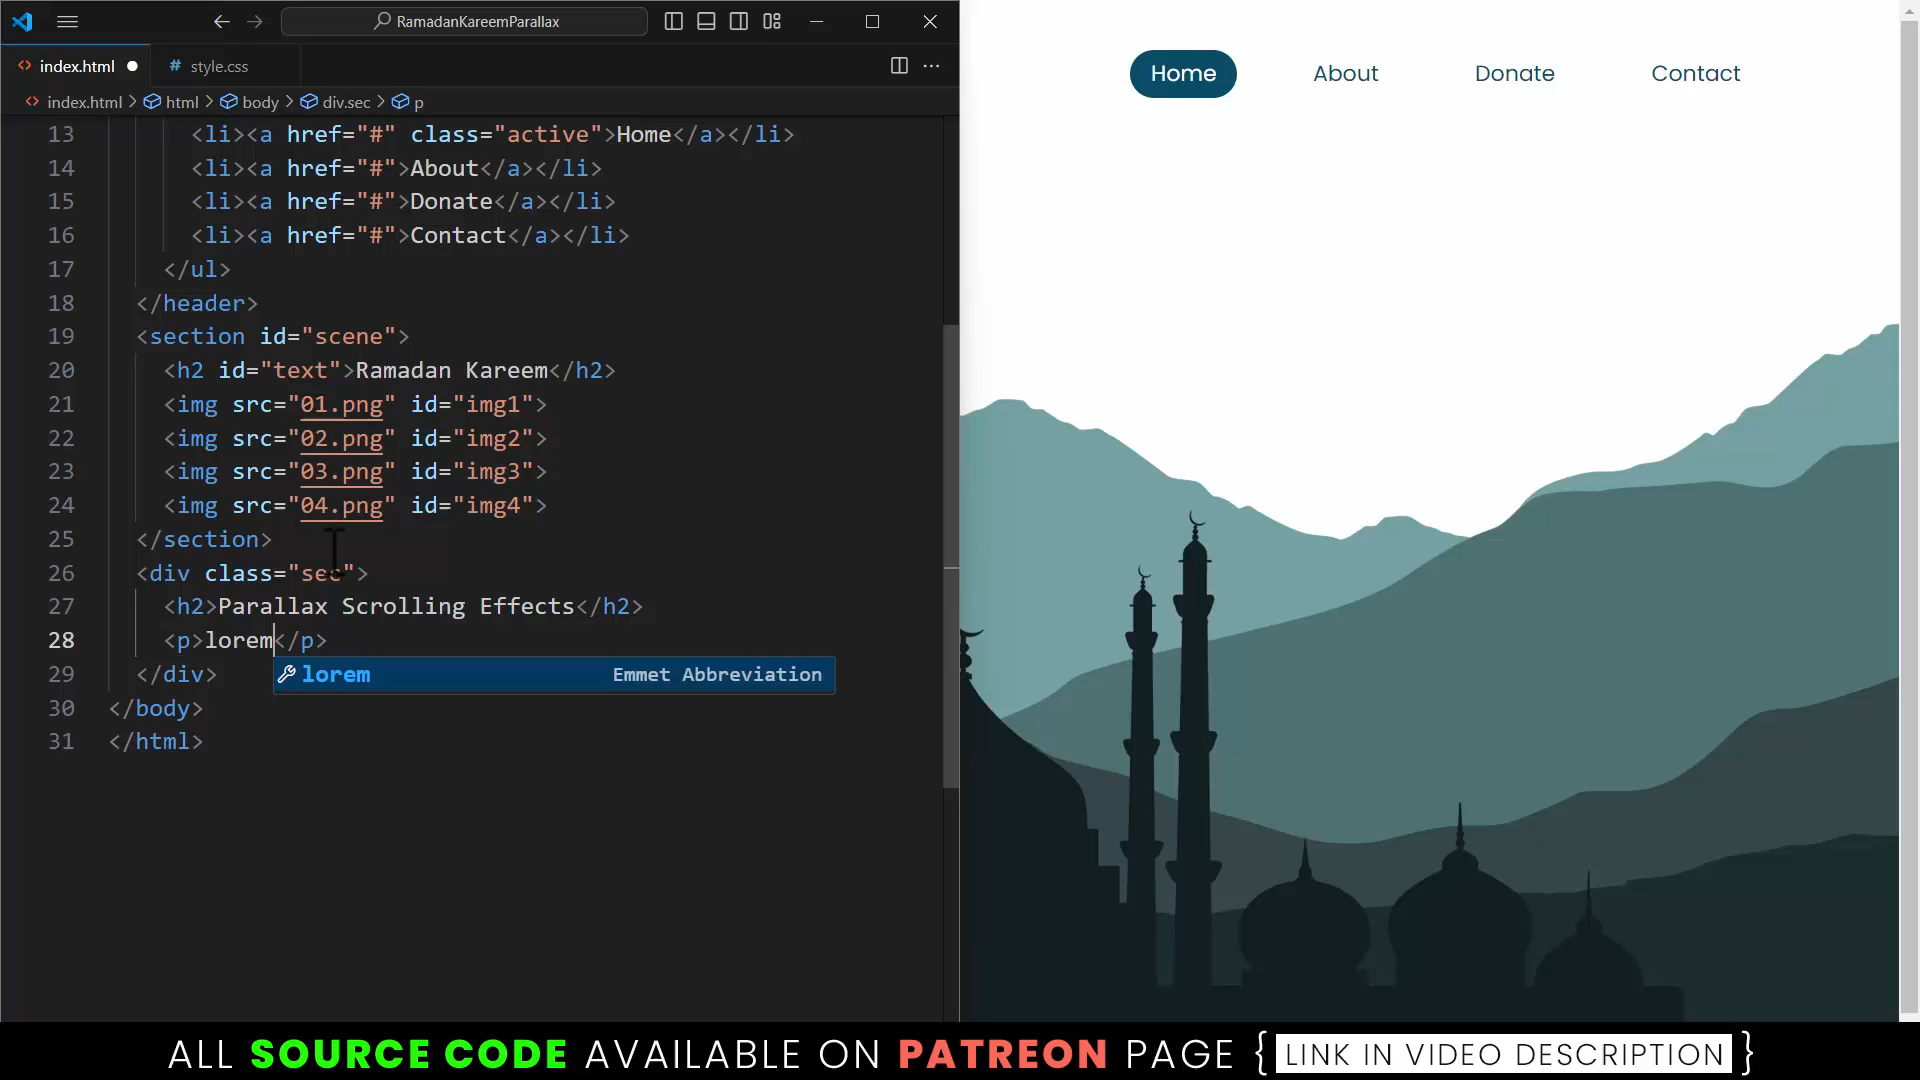 RamadanKareemParallax
index.html
# style.css
index.html > html > body > div.sec > p
Home
About
Donate
Contact
13 <li><a href="#" class="active">Home</a></li>
14 <li><a href="#">About</a></li>
15 <li><a href="#">Donate</a></li>
16 <li><a href="#">Contact</a></li>
17 </ul>
18 </header>
19 <section id="scene">
20 <h2 id="text">Ramadan Kareem</h2>
21 <img src="01.png" id="img1">
22 <img src="02.png" id="img2">
23 <img src="03.png" id="img3">
24 <img src="04.png" id="img4">
25 </section>
26 <div class="sec">
27 <h2>Parallax Scrolling Effects</h2>
28 <p>lorem</p>
lorem Emmet Abbreviation
29 </div>
30 </body>
31 </html>
ALL SOURCE CODE AVAILABLE ON PATREON PAGE { LINK IN VIDEO DESCRIPTION }